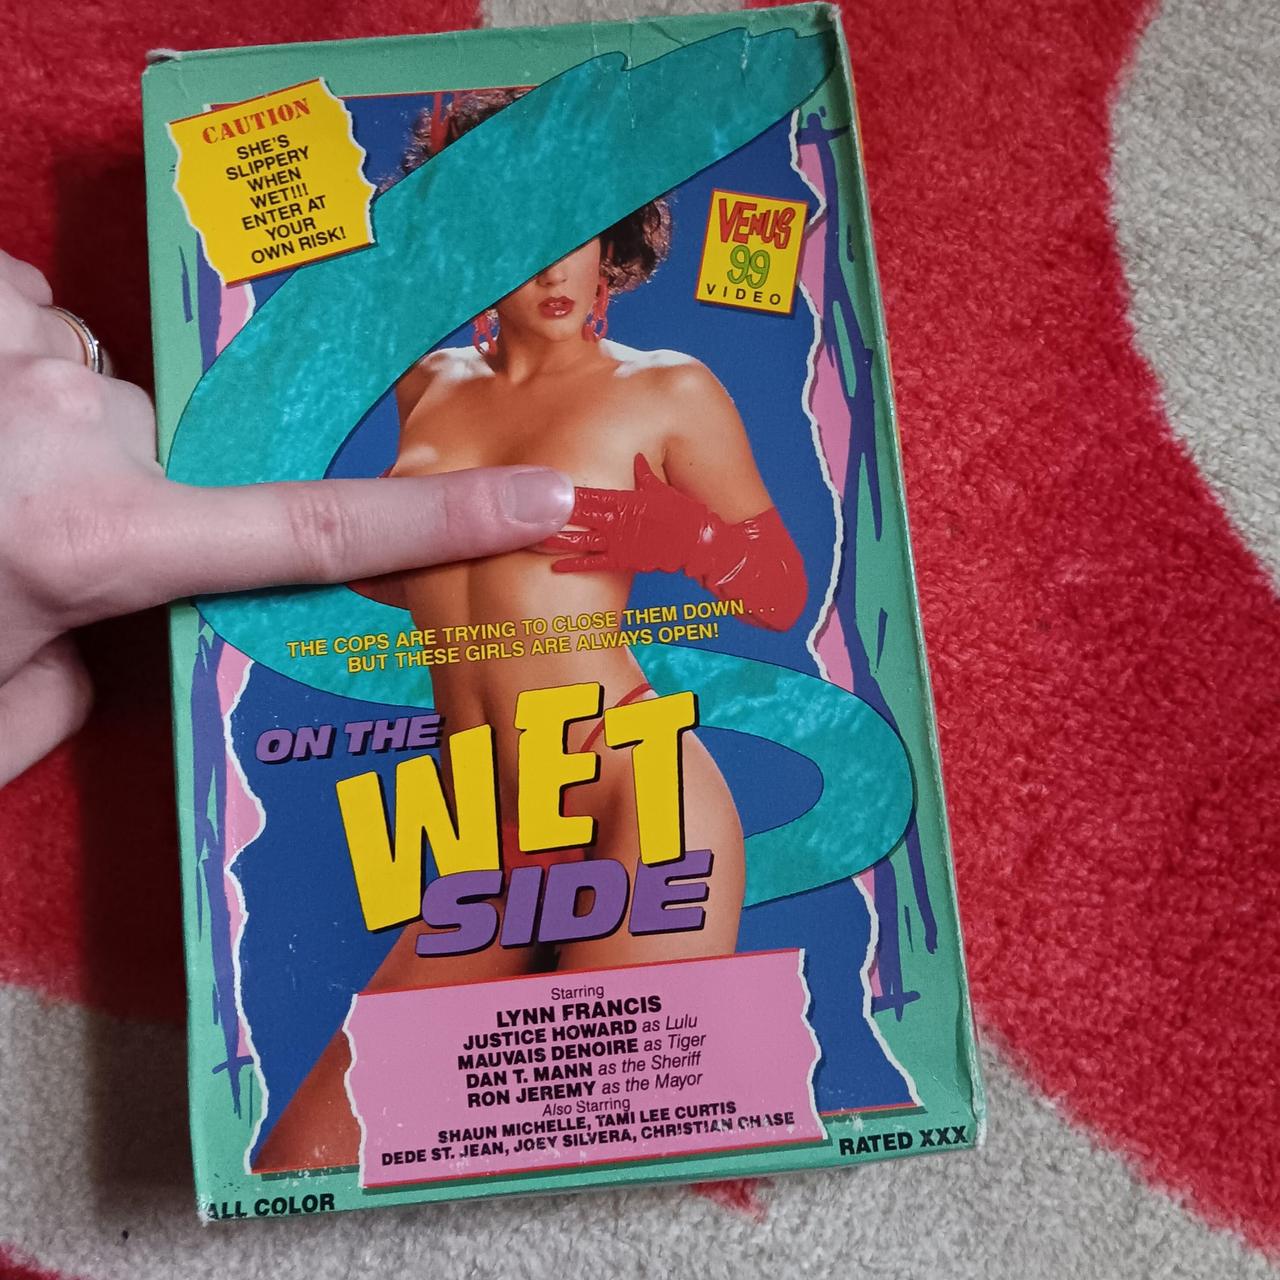 CAUTION
SHE'S
SLIPPERY
WHEN
WET!!!
ENTER AT
YOUR
OWN RISK!
VENUS
99
VIDEO
THE COPS ARE TRYING TO CLOSE THEM DOWN...
BUT THESE GIRLS ARE ALWAYS OPEN!
ON THE
WET
SIDE
Starring
LYNN FRANCIS
JUSTICE HOWARD as Lulu
MAUVAIS DENOIRE as Tiger
DAN T. MANN as the Sheriff
RON JEREMY as the Mayor
Also Starring
SHAUN MICHELLE, TAMI LEE CURTIS
DEDE ST. JEAN, JOEY SILVERA, CHRISTIAN CHASE
ALL COLOR
RATED XXX